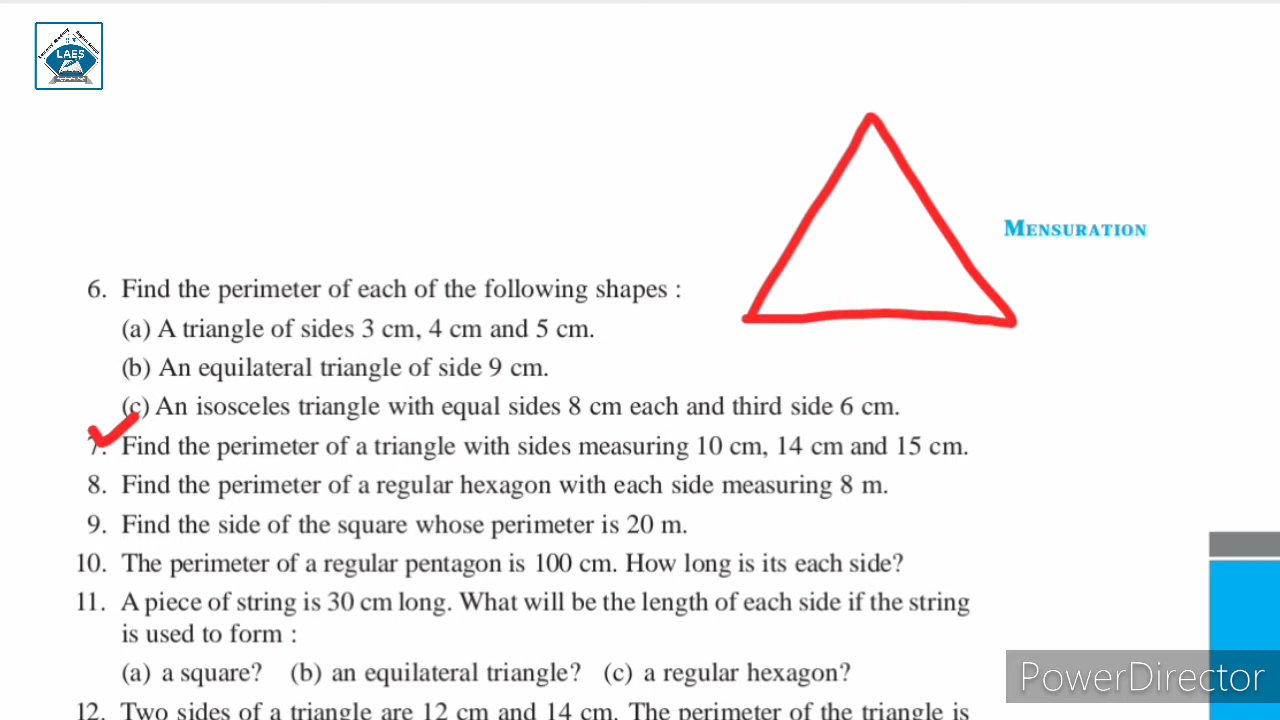 LAES
MENSURATION
6. Find the perimeter of each of the following shapes :
(a) A triangle of sides 3 cm, 4 cm and 5 cm.
(b) An equilateral triangle of side 9 cm.
(c) An isosceles triangle with equal sides 8 cm each and third side 6 cm.
7. Find the perimeter of a triangle with sides measuring 10 cm, 14 cm and 15 cm.
8. Find the perimeter of a regular hexagon with each side measuring 8 m.
9. Find the side of the square whose perimeter is 20 m.
10. The perimeter of a regular pentagon is 100 cm. How long is its each side?
11. A piece of string is 30 cm long. What will be the length of each side if the string
is used to form :
(a) a square? (b) an equilateral triangle? (c) a regular hexagon?
PowerDirector
12. Two sides of a triangle are 12 cm and 14 cm. The perimeter of the triangle is